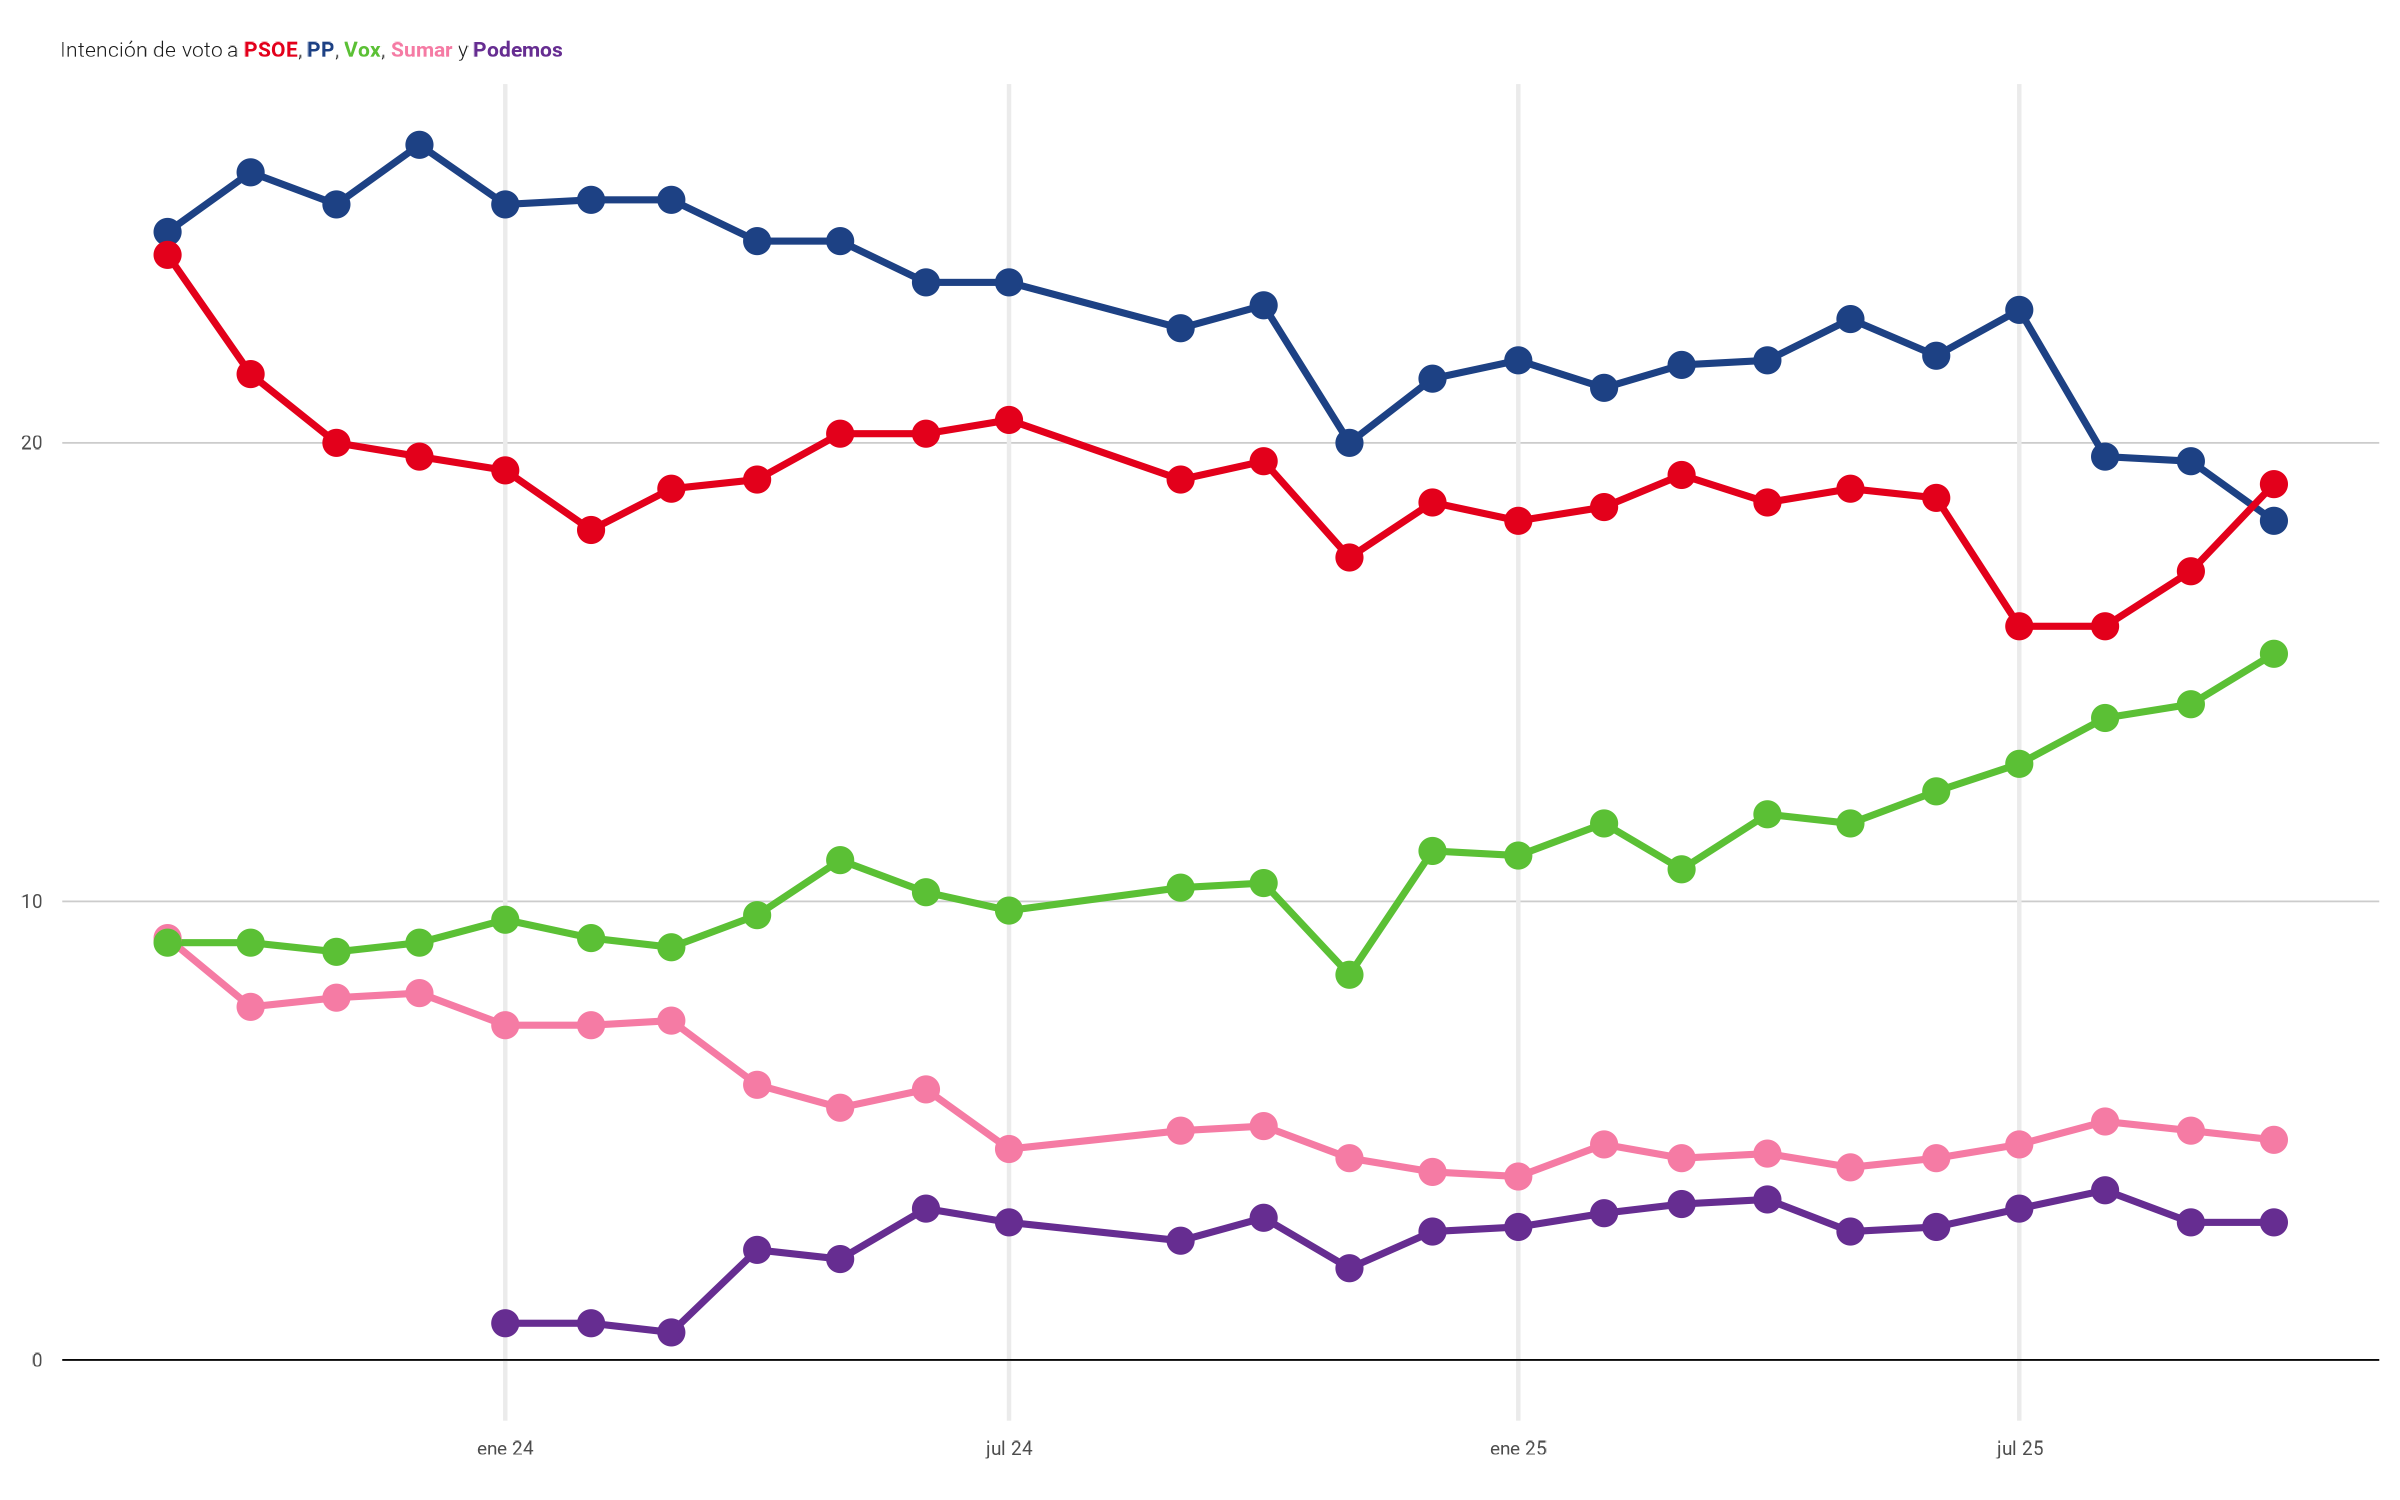 Intención de voto a PSOE, PP, Vox, Sumar y Podemos
20
10
0
ene 24
jul 24
ene 25
jul 25